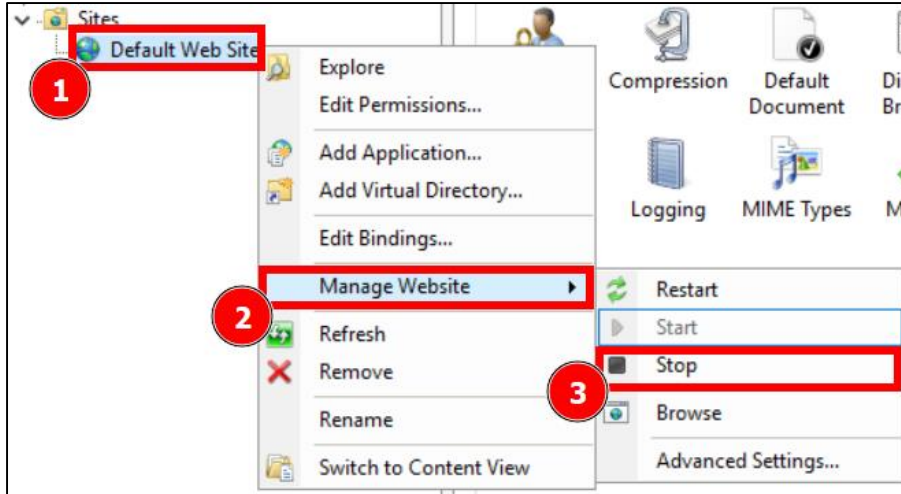 Sites
Default Web Site
1
Explore
Edit Permissions...
Add Application...
Add Virtual Directory...
Edit Bindings...
Manage Website
2
Refresh
Remove
Rename
Switch to Content View
Compression
Default
Document
Logging
MIME Types
Restart
Start
Stop
3
Browse
Advanced Settings...